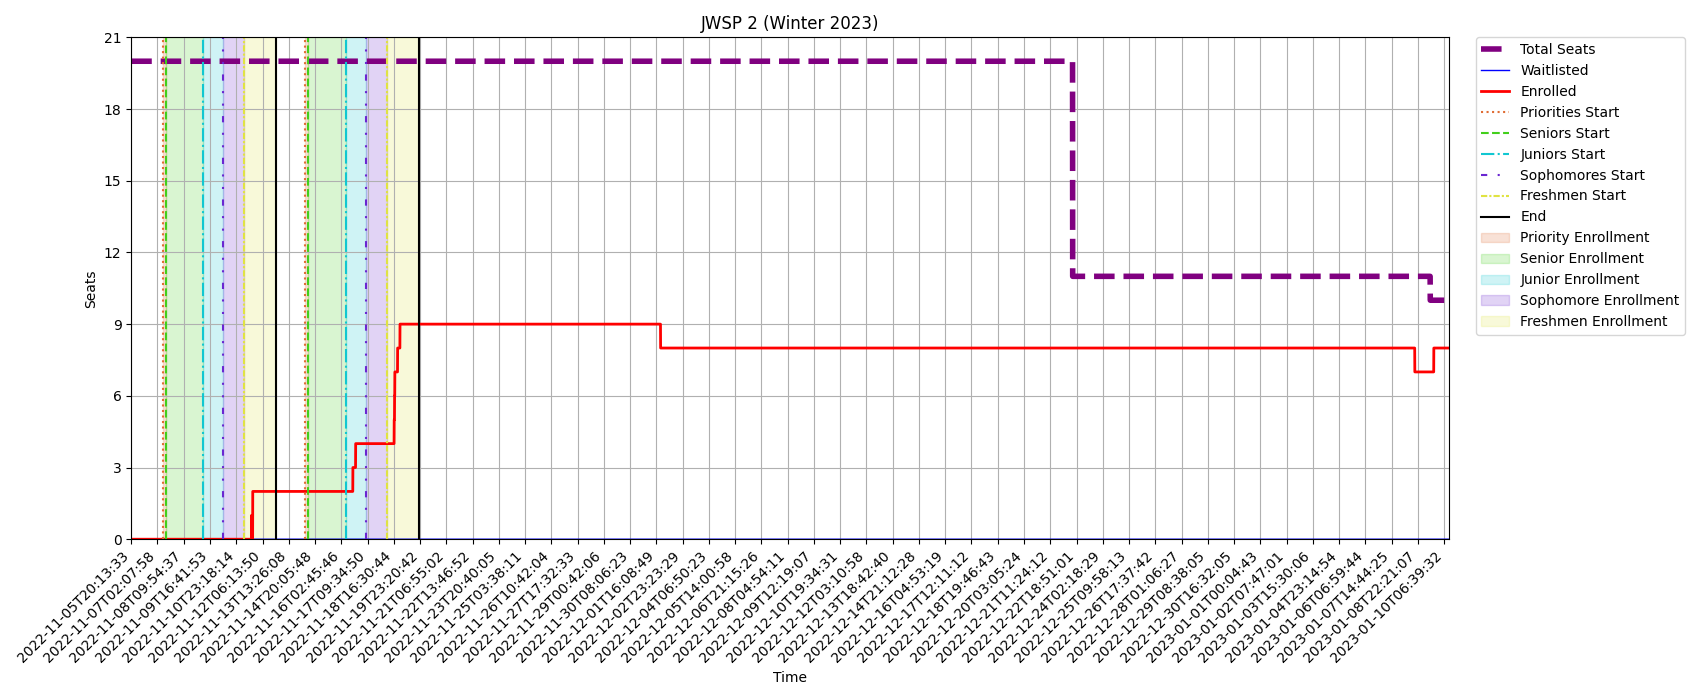 JWSP 2 (Winter 2023)
21
18
15
12
9
6
3
0
Seats
2022-11-05T20:13:33
2022-11-07T02:07:58
2022-11-08T09:54:37
2022-11-09T16:41:53
2022-11-10T23:18:14
2022-11-12T06:13:50
2022-11-13T13:26:08
2022-11-14T20:05:48
2022-11-16T02:45:46
2022-11-17T09:34:50
2022-11-18T16:30:44
2022-11-19T23:20:42
2022-11-21T06:55:02
2022-11-22T13:46:52
2022-11-23T20:40:05
2022-11-25T03:38:11
2022-11-26T10:42:04
2022-11-27T17:32:33
2022-11-29T00:42:06
2022-11-30T08:06:23
2022-12-01T16:08:49
2022-12-02T23:23:29
2022-12-04T06:50:23
2022-12-05T14:00:58
2022-12-06T21:15:26
2022-12-08T04:54:11
2022-12-09T12:19:07
2022-12-10T19:34:31
2022-12-12T03:10:58
2022-12-13T18:42:40
2022-12-14T21:12:28
2022-12-16T04:53:19
2022-12-17T12:11:12
2022-12-18T19:46:43
2022-12-20T03:05:24
2022-12-21T11:24:12
2022-12-22T18:51:01
2022-12-24T02:18:29
2022-12-25T09:58:13
2022-12-26T17:37:42
2022-12-28T01:06:27
2022-12-29T08:38:05
2022-12-30T16:32:05
2023-01-01T00:04:43
2023-01-02T07:47:01
2023-01-03T15:30:06
2023-01-04T23:14:54
2023-01-06T06:59:44
2023-01-07T14:44:25
2023-01-08T22:21:07
2023-01-10T06:39:32
Time
Total Seats
Waitlisted
Enrolled
Priorities Start
Seniors Start
Juniors Start
Sophomores Start
Freshmen Start
End
Priority Enrollment
Senior Enrollment
Junior Enrollment
Sophomore Enrollment
Freshmen Enrollment